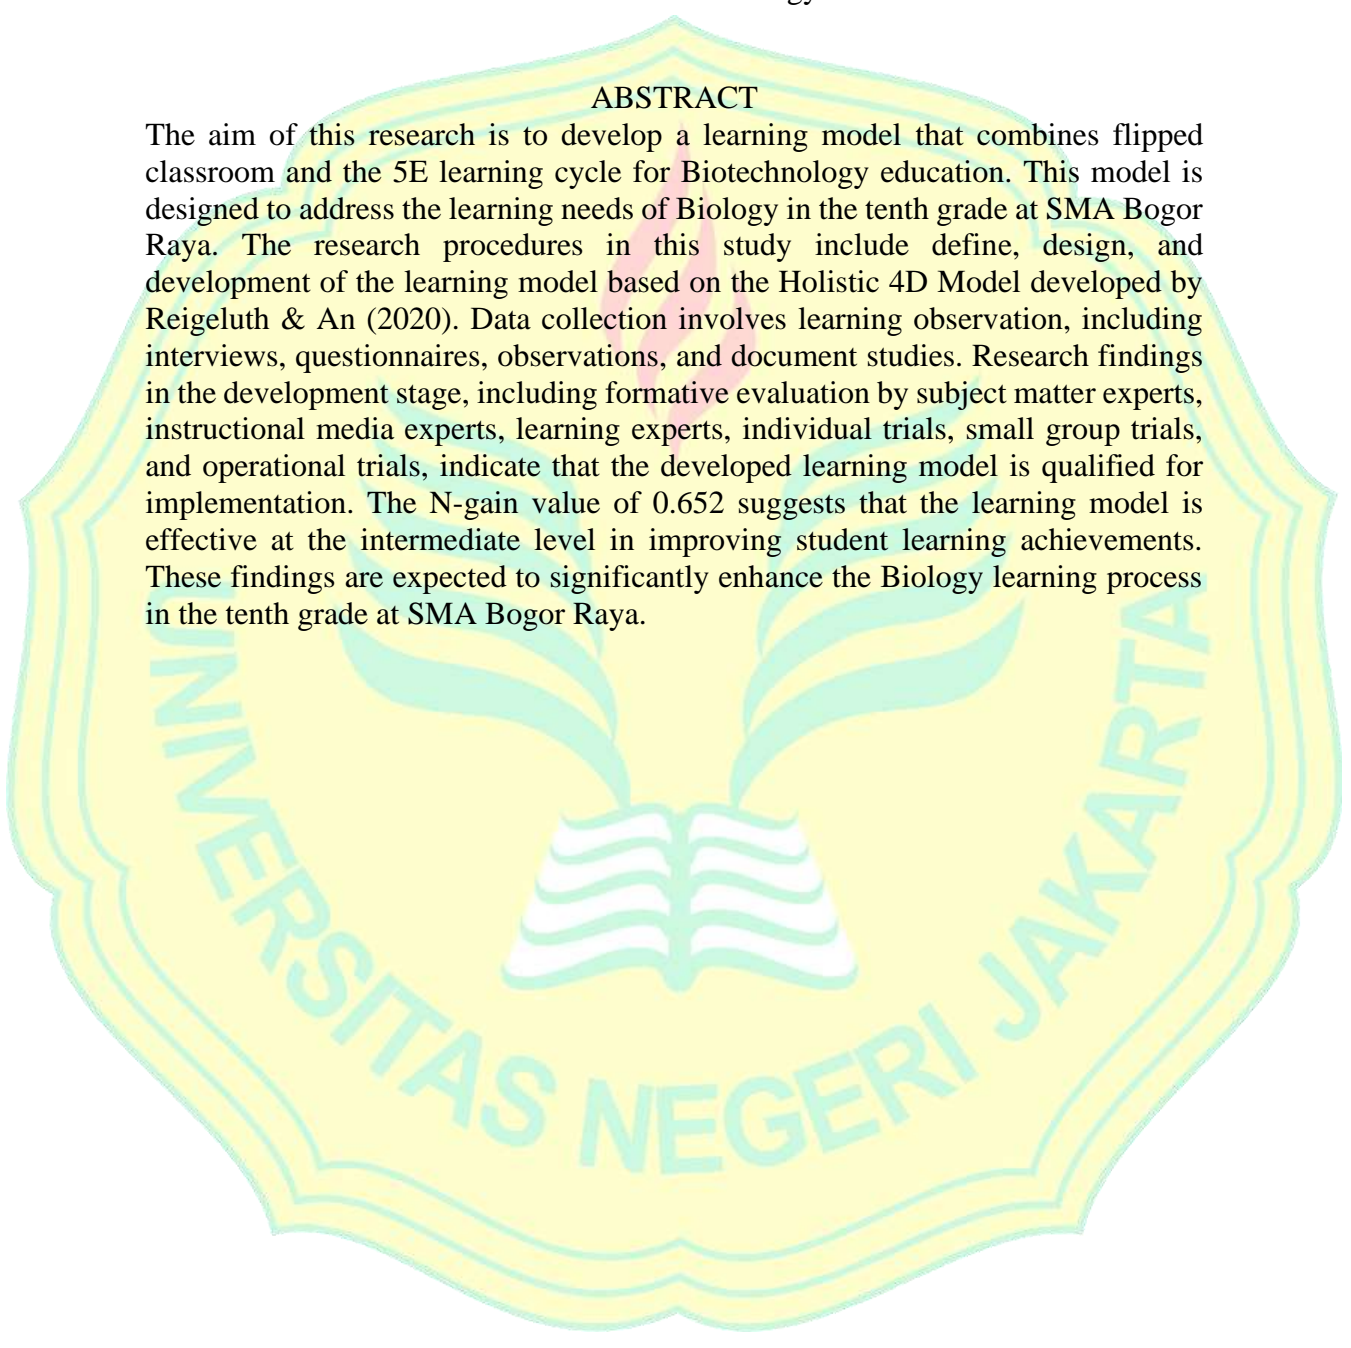 ABSTRACT
The aim of this research is to develop a learning model that combines flipped
classroom and the 5E learning cycle for Biotechnology education. This model is
designed to address the learning needs of Biology in the tenth grade at SMA Bogor
Raya. The research procedures in this study include define, design, and
development of the learning model based on the Holistic 4D Model developed by
Reigeluth & An (2020). Data collection involves learning observation, including
interviews, questionnaires, observations, and document studies. Research findings
in the development stage, including formative evaluation by subject matter experts,
instructional media experts, learning experts, individual trials, small group trials,
and operational trials, indicate that the developed learning model is qualified for
implementation. The N-gain value of 0.652 suggests that the learning model is
effective at the intermediate level in improving student learning achievements.
These findings are expected to significantly enhance the Biology learning process
in the tenth grade at SMA Bogor Raya.
UNIVERSITAS NEGERI JAKARTA